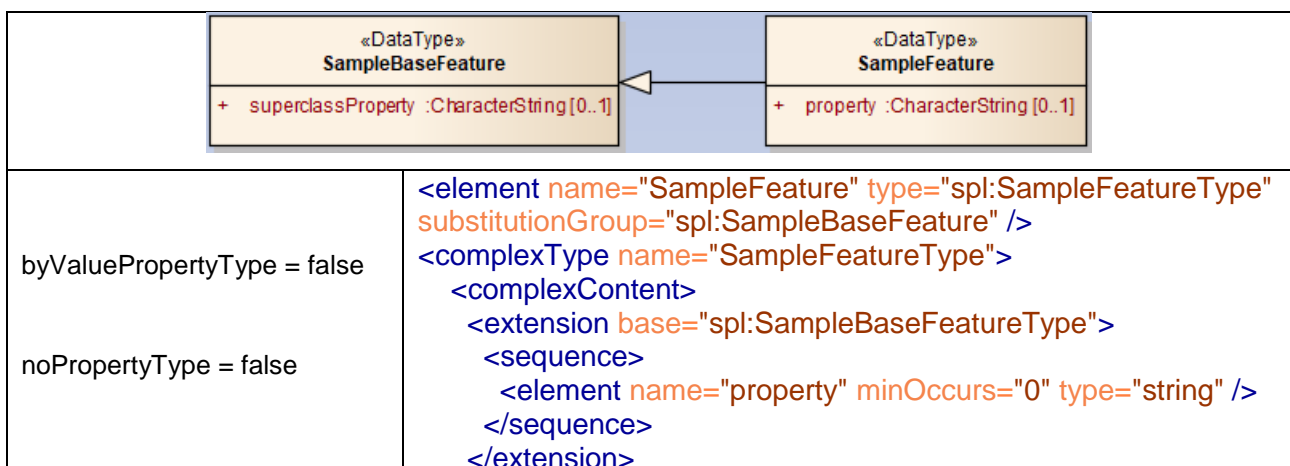 «DataType»
SampleBaseFeature
+ superclassProperty :CharacterString [0..1]
«DataType»
SampleFeature
+ property :CharacterString [0..1]
byValuePropertyType = false
noPropertyType = false
<element name="SampleFeature" type="spl:SampleFeatureType"
substitutionGroup="spl:SampleBaseFeature" />
<complexType name="SampleFeatureType">
<complexContent>
<extension base="spl:SampleBaseFeatureType">
<sequence>
<element name="property" minOccurs="0" type="string" />
</sequence>
</extension>